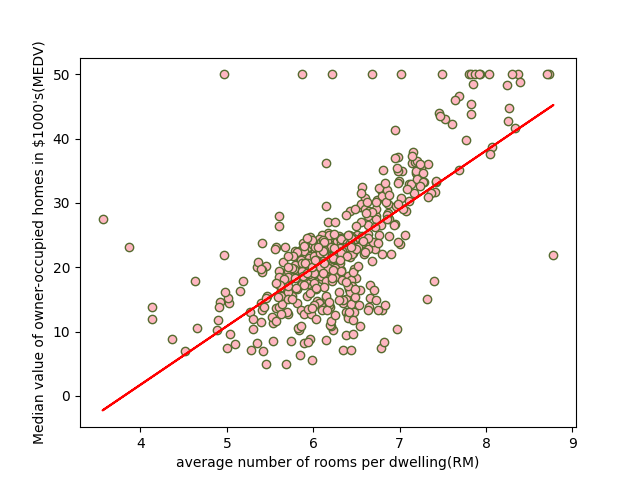 Median value of owner-occupied homes in $1000's(MEDV)
50
40
30
20
10
0
4 5 6 7 8 9
average number of rooms per dwelling(RM)